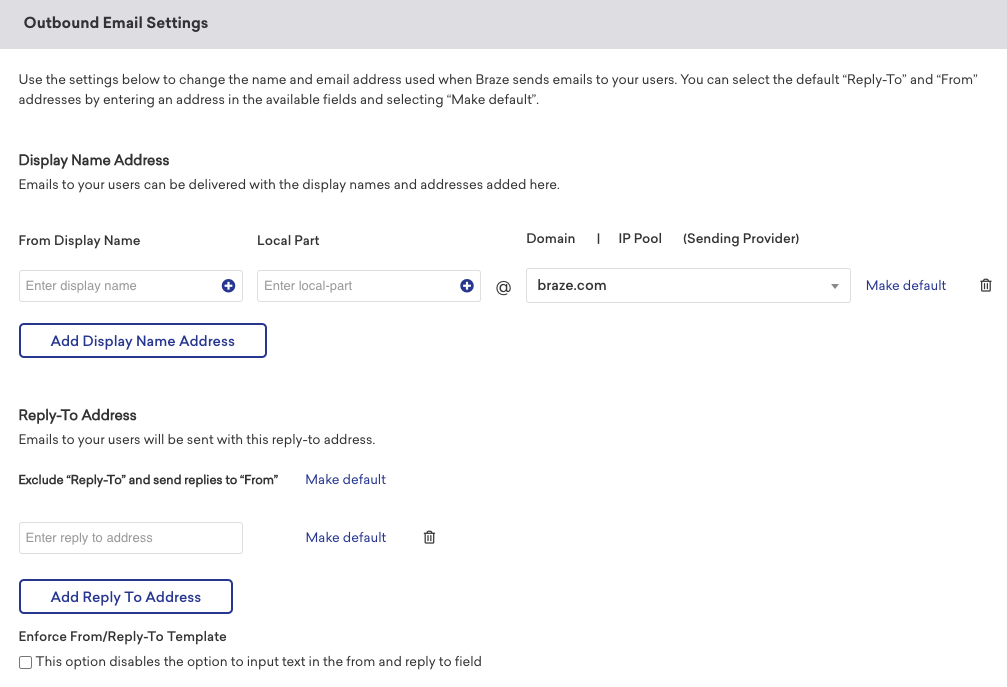 Outbound Email Settings
Use the settings below to change the name and email address used when Braze sends emails to your users. You can select the default “Reply-To” and “From”
addresses by entering an address in the available fields and selecting “Make default”.
Display Name Address
Emails to your users can be delivered with the display names and addresses added here.
From Display Name Local Part Domain | IP Pool (Sending Provider)
Enter display name Enter local-part @ braze.com Make default
Add Display Name Address
Reply-To Address
Emails to your users will be sent with this reply-to address.
Exclude “Reply-To” and send replies to “From” Make default
Enter reply to address Make default
Add Reply To Address
Enforce From/Reply-To Template
This option disables the option to input text in the from and reply to field